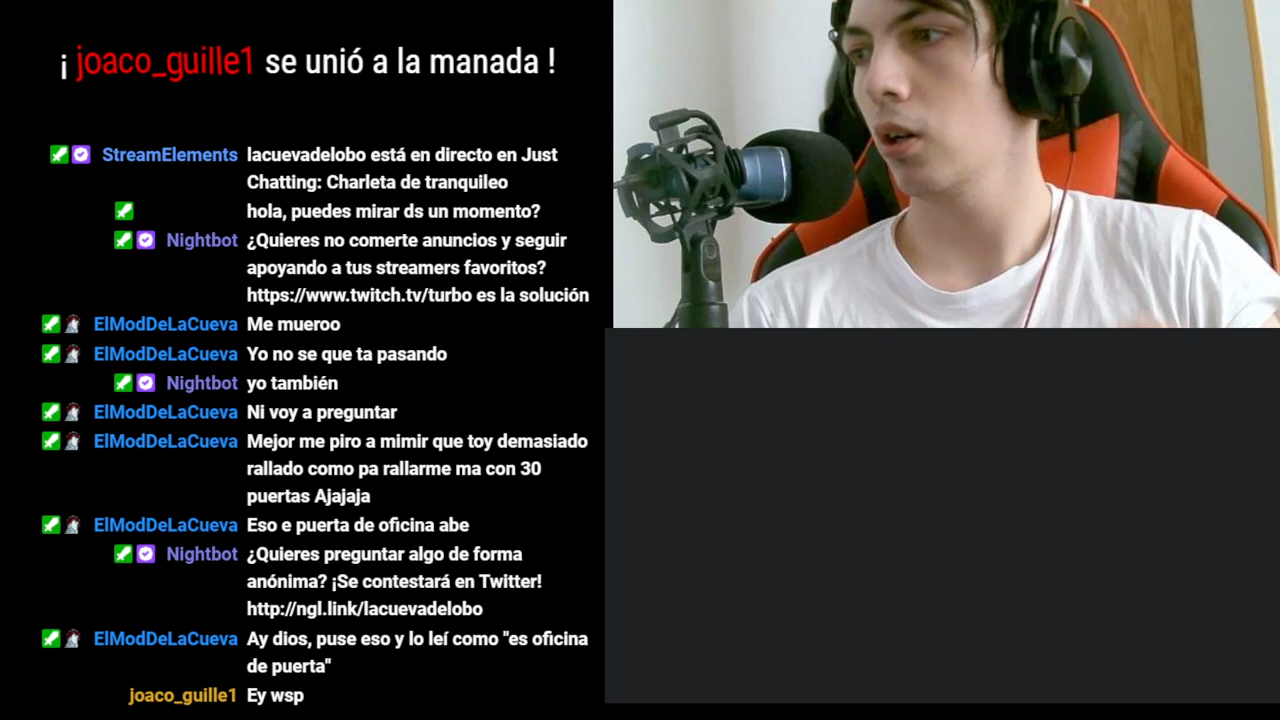 ¡ joaco_guille1 se unió a la manada !
StreamElements lacuevadelobo está en directo en Just
Chatting: Charleta de tranquileo
hola, puedes mirar ds un momento?
Nightbot ¿Quieres no comerte anuncios y seguir
apoyando a tus streamers favoritos?
https://www.twitch.tv/turbo es la solución
ElModDeLaCueva Me mueroo
ElModDeLaCueva Yo no se que ta pasando
Nightbot yo también
ElModDeLaCueva Ni voy a preguntar
ElModDeLaCueva Mejor me piro a mimir que toy demasiado
rallado como pa rallarme ma con 30
puertas Ajajaja
ElModDeLaCueva Eso e puerta de oficina abe
Nightbot ¿Quieres preguntar algo de forma
anónima? ¡Se contestará en Twitter!
http://ngl.link/lacuevadelobo
ElModDeLaCueva Ay dios, puse eso y lo leí como "es oficina
de puerta"
joaco_guille1 Ey wsp